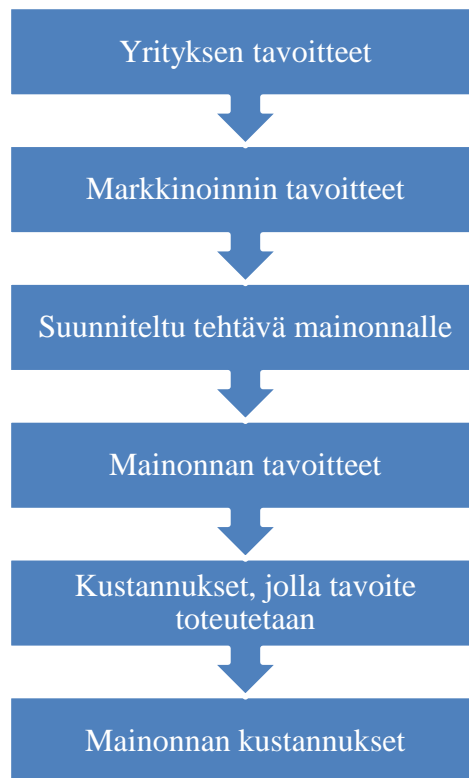 Yrityksen tavoitteet
Markkinoinnin tavoitteet
Suunniteltu tehtävä mainonnalle
Mainonnan tavoitteet
Kustannukset, jolla tavoite
toteutetaan
Mainonnan kustannukset